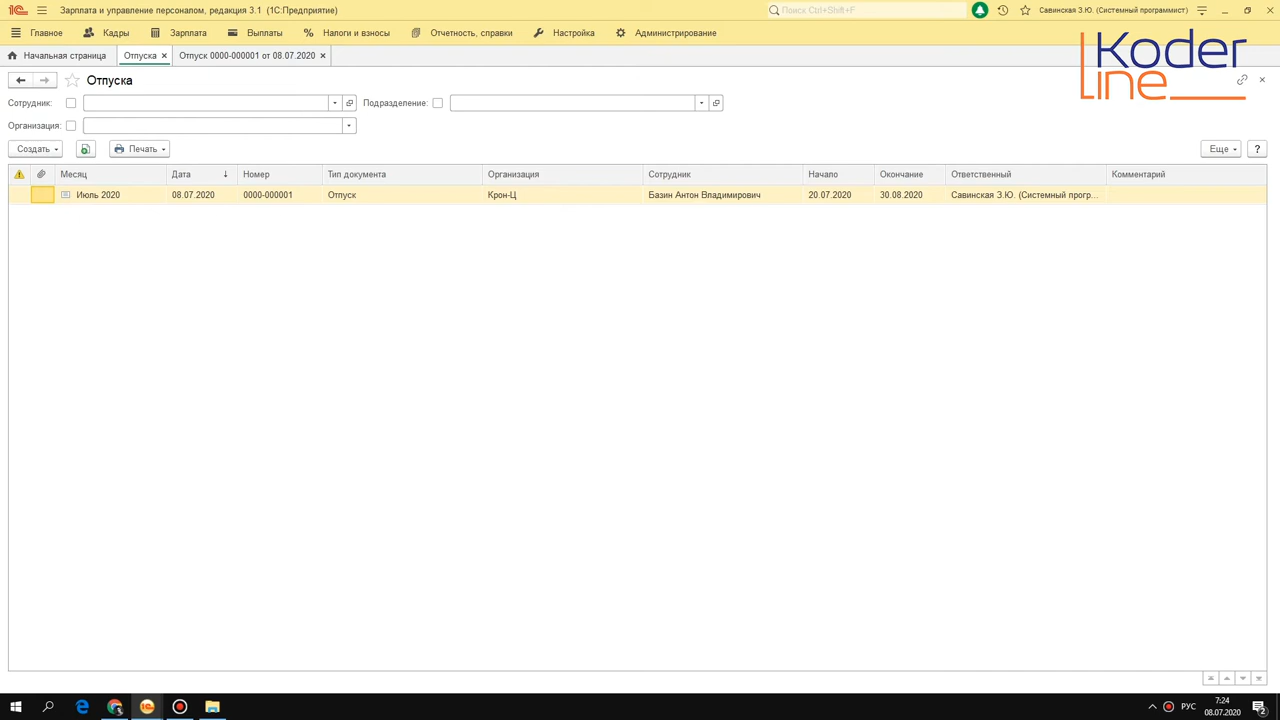 Зарплата и управление персоналом, редакция 3.1 (1С:Предприятие)
Поиск Ctrl+Shift+F
Савинская З.Ю. (Системный программист)
Главное Кадры Зарплата Выплаты Налоги и взносы Отчетность, справки Настройка Администрирование
Koder
line
Начальная страница Отпуска × Отпуск 0000-000001 от 08.07.2020 ×
Отпуска
Сотрудник: Подразделение:
Организация:
Создать Печать Еще ?
Месяц Дата ↓ Номер Тип документа Организация Сотрудник Начало Окончание Ответственный Комментарий
Июль 2020 08.07.2020 0000-000001 Отпуск Крон-Ц Базин Антон Владимирович 20.07.2020 30.08.2020 Савинская З.Ю. (Системный прогр...
7:24
РУС
08.07.2020
2